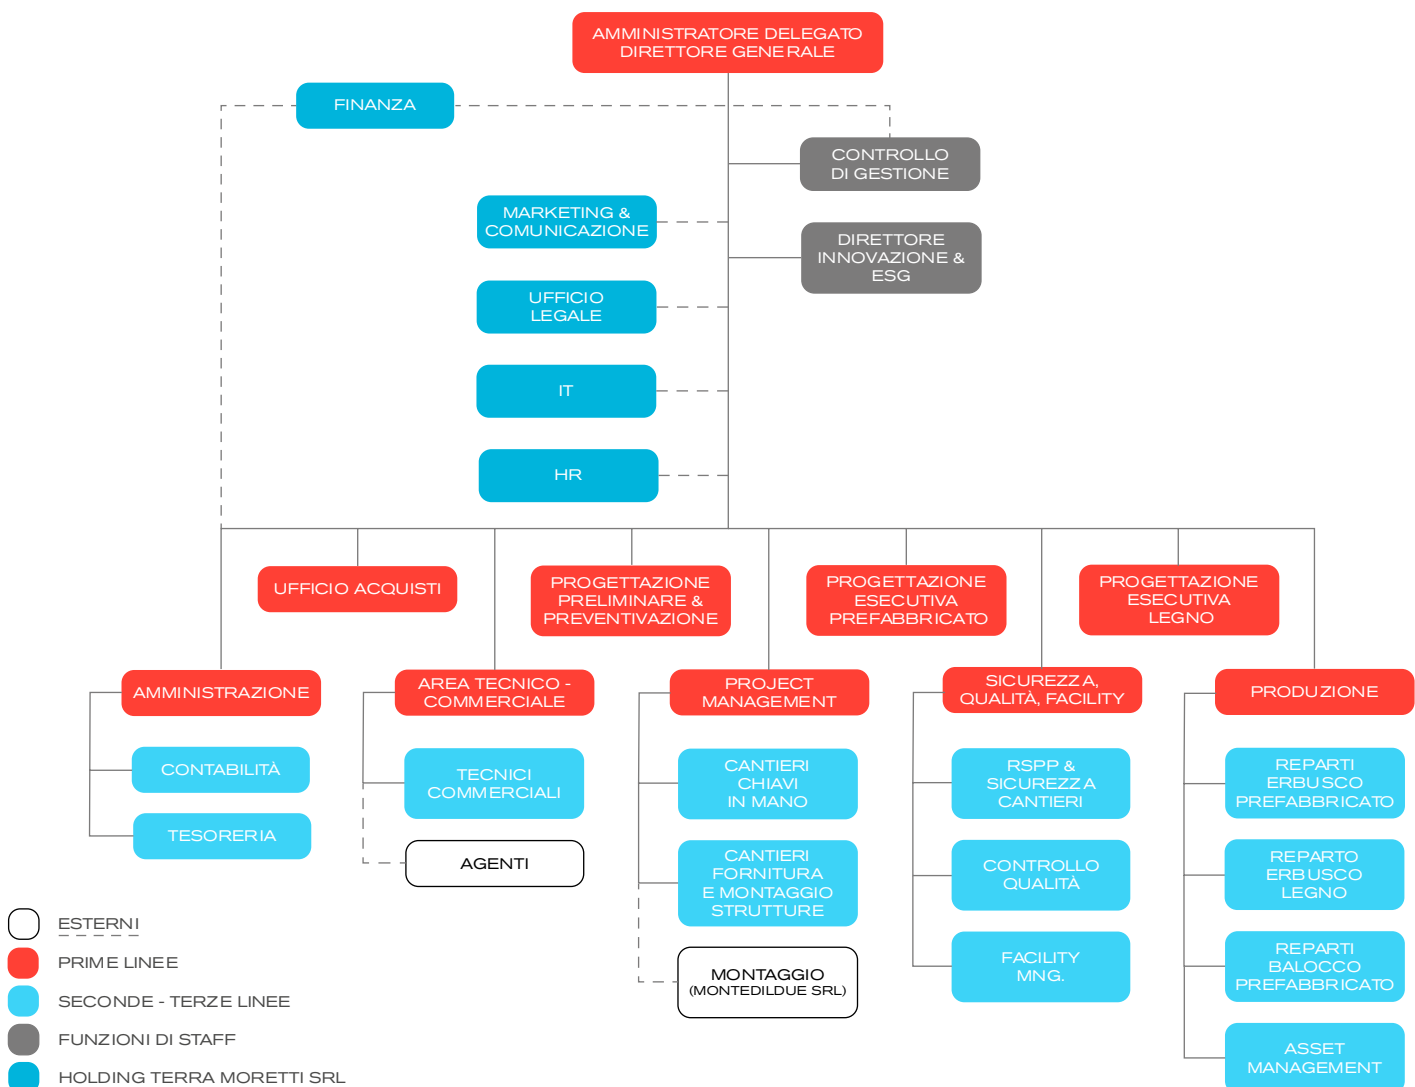 AMMINISTRATORE DELEGATO
DIRETTORE GENERALE
FINANZA
CONTROLLO
DI GESTIONE
MARKETING &
COMUNICAZIONE
DIRETTORE
INNOVAZIONE &
ESG
UFFICIO
LEGALE
IT
HR
UFFICIO ACQUISTI
PROGETTAZIONE
PRELIMINARE &
PREVENTIVAZIONE
PROGETTAZIONE
ESECUTIVA
PREFABBRICATO
PROGETTAZIONE
ESECUTIVA
LEGNO
AMMINISTRAZIONE
CONTABILITÀ
TESORERIA
AREA TECNICO -
COMMERCIALE
TECNICI
COMMERCIALI
AGENTI
PROJECT
MANAGEMENT
CANTIERI
CHIAVI
IN MANO
CANTIERI
FORNITURA
E MONTAGGIO
STRUTTURE
MONTAGGIO
(MONTEDILDUE SRL)
SICUREZZA,
QUALITÀ, FACILITY
RSPP &
SICUREZZA
CANTIERI
CONTROLLO
QUALITÀ
FACILITY
MNG.
PRODUZIONE
REPARTI
ERBUSCO
PREFABBRICATO
REPARTO
ERBUSCO
LEGNO
REPARTI
BALOCCO
PREFABBRICATO
ASSET
MANAGEMENT
ESTERNI
PRIME LINEE
SECONDE - TERZE LINEE
FUNZIONI DI STAFF
HOLDING TERRA MORETTI SRL